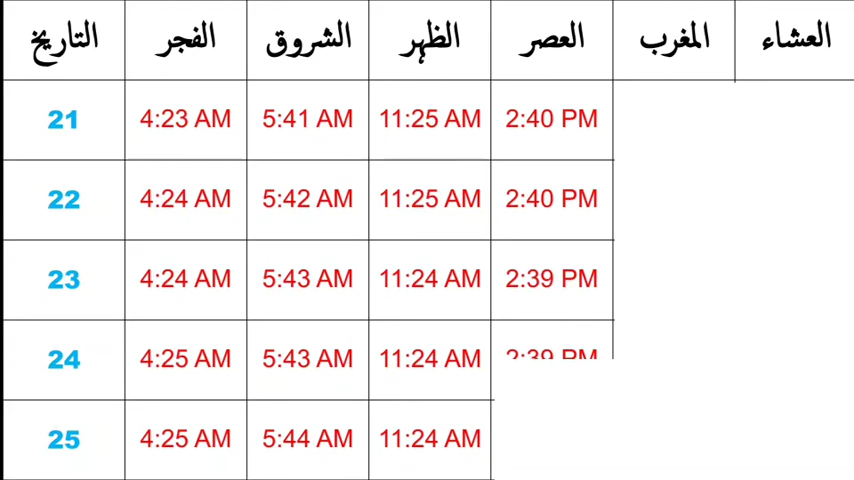 التاريخ الفجر الشروق الظهر العصر المغرب العشاء
21 4:23 AM 5:41 AM 11:25 AM 2:40 PM
22 4:24 AM 5:42 AM 11:25 AM 2:40 PM
23 4:24 AM 5:43 AM 11:24 AM 2:39 PM
24 4:25 AM 5:43 AM 11:24 AM 2:39 PM
25 4:25 AM 5:44 AM 11:24 AM